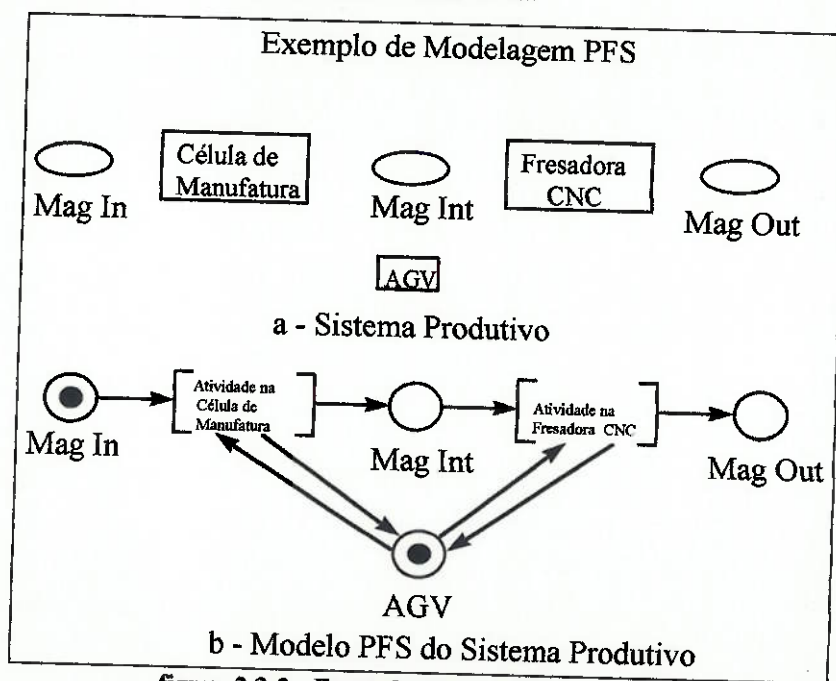 Exemplo de Modelagem PFS
Célula de
Manufatura
Fresadora
CNC
Mag In
Mag Int
Mag Out
AGV
a - Sistema Produtivo
Atividade na
Célula de
Manufatura
Atividade na
Fresadora CNC
Mag In
Mag Int
Mag Out
AGV
b - Modelo PFS do Sistema Produtivo